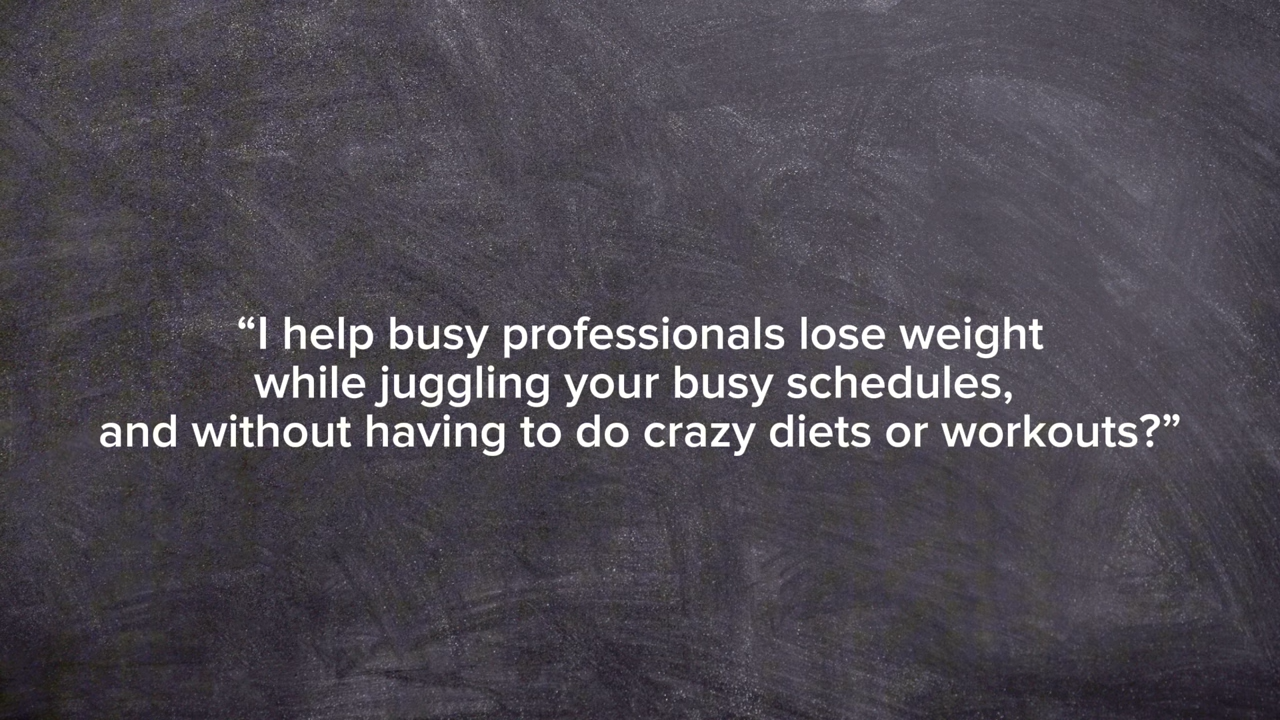 “I help busy professionals lose weight
while juggling your busy schedules,
and without having to do crazy diets or workouts?”